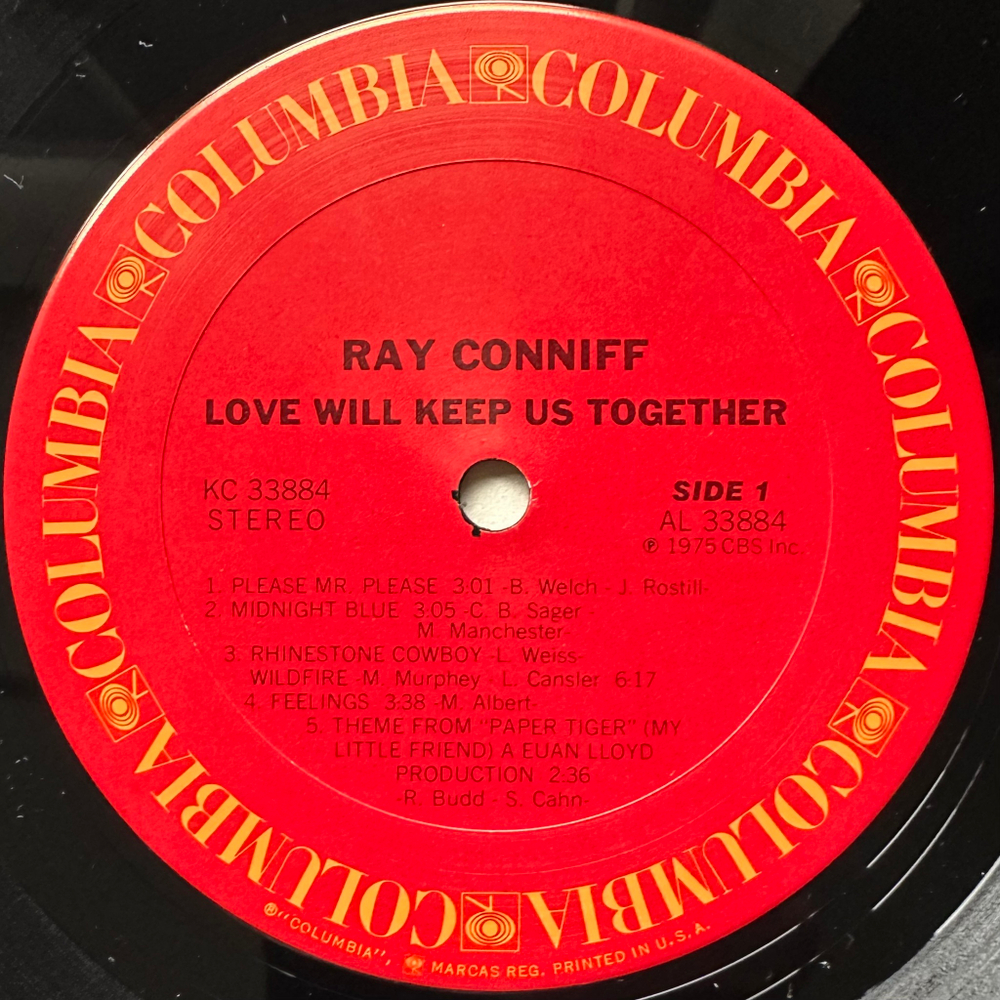 COLUMBIA COLUMBIA COLUMBIA COLUMBIA COLUMBIA COLUMBIA
RAY CONNIFF
LOVE WILL KEEP US TOGETHER
KC 33884
STEREO
SIDE 1
AL 33884
℗ 1975 CBS Inc.
1. PLEASE MR. PLEASE 3:01 -B. Welch - J. Rostill-
2. MIDNIGHT BLUE 3:05 -C. B. Sager -
M. Manchester-
3. RHINESTONE COWBOY -L. Weiss-
WILDFIRE -M. Murphey - L. Cansler 6:17
4. FEELINGS 3:38 -M. Albert-
5. THEME FROM "PAPER TIGER" (MY
LITTLE FRIEND) A EUAN LLOYD
PRODUCTION 2:36
-R. Budd - S. Cahn-
®"COLUMBIA", MARCAS REG. PRINTED IN U.S.A.